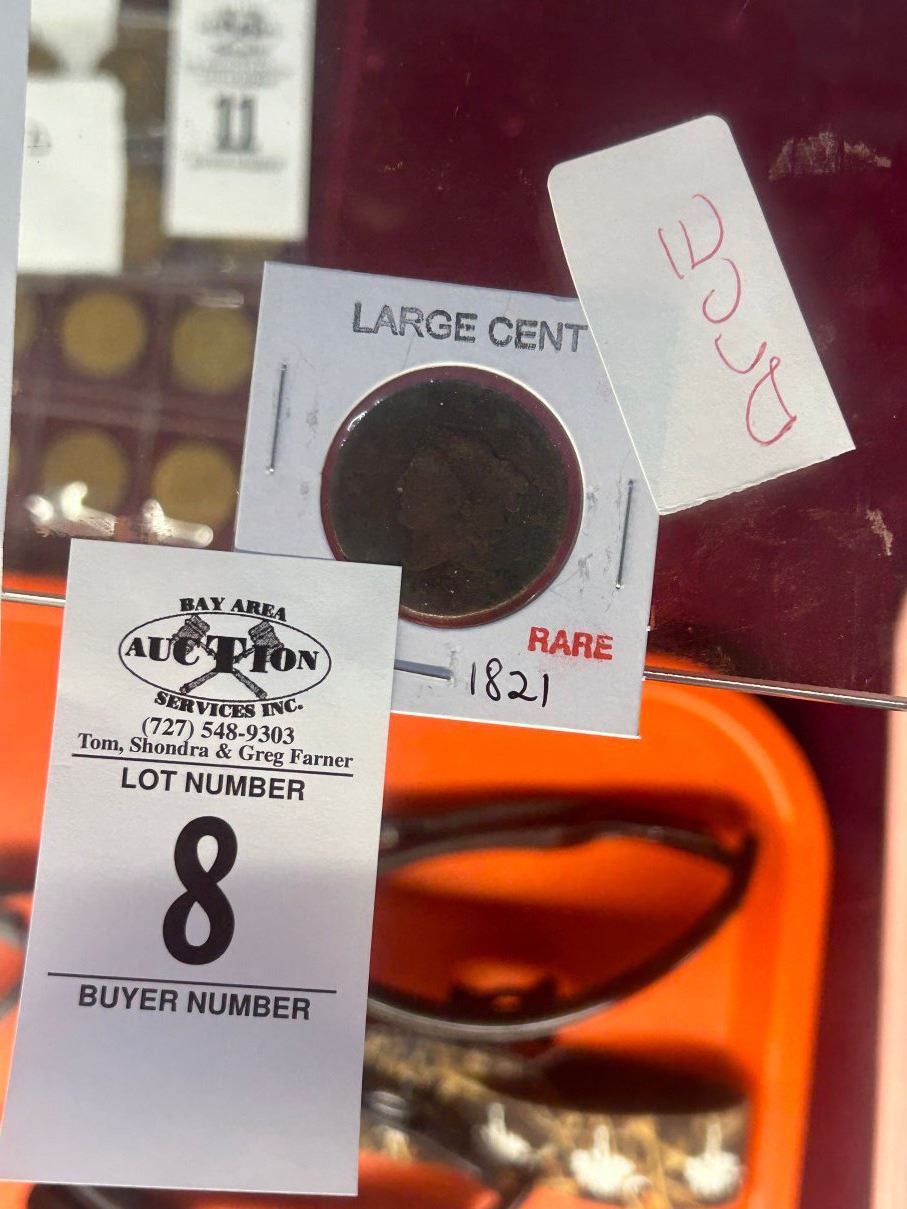 11
LARGE CENT
RARE
1821
BAY AREA
AUCTION
SERVICES INC.
(727) 548-9303
Tom, Shondra & Greg Farner
LOT NUMBER
8
BUYER NUMBER